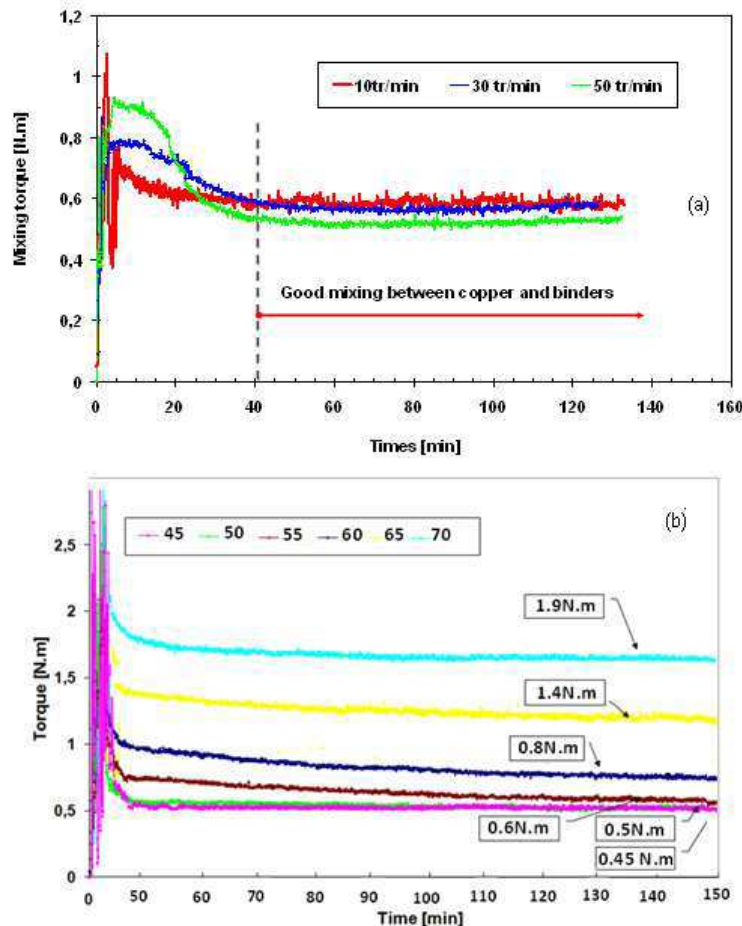 1,2
1
0,8
0,6
0,4
0,2
0
Mixing torque [N.m]
10tr/min 30 tr/min 50 tr/min
(a)
Good mixing between copper and binders
0 20 40 60 80 100 120 140 160
Times [min]
(b)
45 50 55 60 65 70
2,5
2
1,5
1
0,5
0
Torque [N.m]
1.9N.m
1.4N.m
0.8N.m
0.6N.m
0.5N.m
0.45 N.m
0 50 60 70 80 90 100 110 120 130 140 150
Time [min]